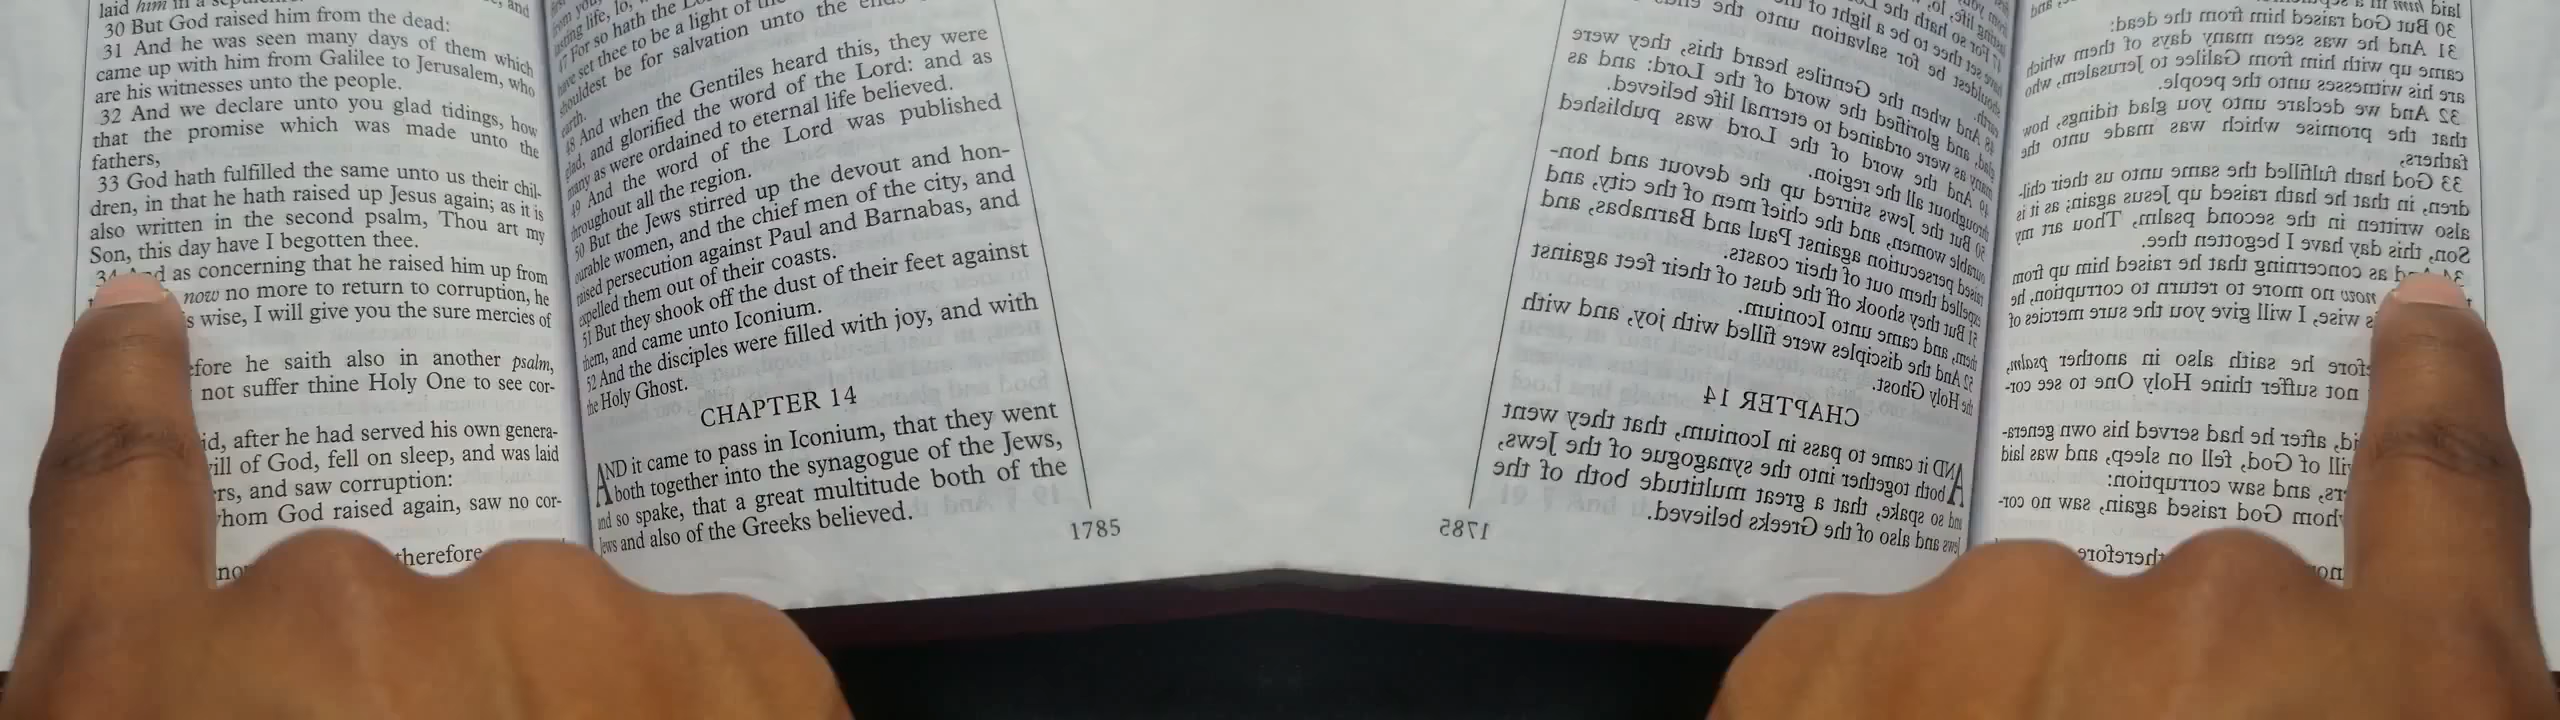 laid him in a
30 But God raised him from the dead:
31 And he was seen many days of them which
came up with him from Galilee to Jerusalem, who
are his witnesses unto the people.
32 And we declare unto you glad tidings, how
that the promise which was made unto the
fathers,
33 God hath fulfilled the same unto us their chil-
dren, in that he hath raised up Jesus again; as it is
also written in the second psalm, Thou art my
Son, this day have I begotten thee.
34 And as concerning that he raised him up from
now no more to return to corruption, he
wise, I will give you the sure mercies of
he saith also in another psalm,
not suffer thine Holy One to see cor-
after he had served his own genera-
of God, fell on sleep, and was laid
and saw corruption:
God raised again, saw no cor-
therefore
lasting life, lo,
47 For so hath the
have set thee to be a light of
shouldest be for salvation unto the
earth.
48 And when the Gentiles heard this, they were
glad, and glorified the word of the Lord: and as
many as were ordained to eternal life believed.
49 And the word of the Lord was published
throughout all the region.
50 But the Jews stirred up the devout and hon-
ourable women, and the chief men of the city, and
raised persecution against Paul and Barnabas, and
expelled them out of their coasts.
51 But they shook off the dust of their feet against
them, and came unto Iconium.
52 And the disciples were filled with joy, and with
the Holy Ghost.
CHAPTER 14
AND it came to pass in Iconium, that they went
both together into the synagogue of the Jews,
and so spake, that a great multitude both of the
Jews and also of the Greeks believed.
1785